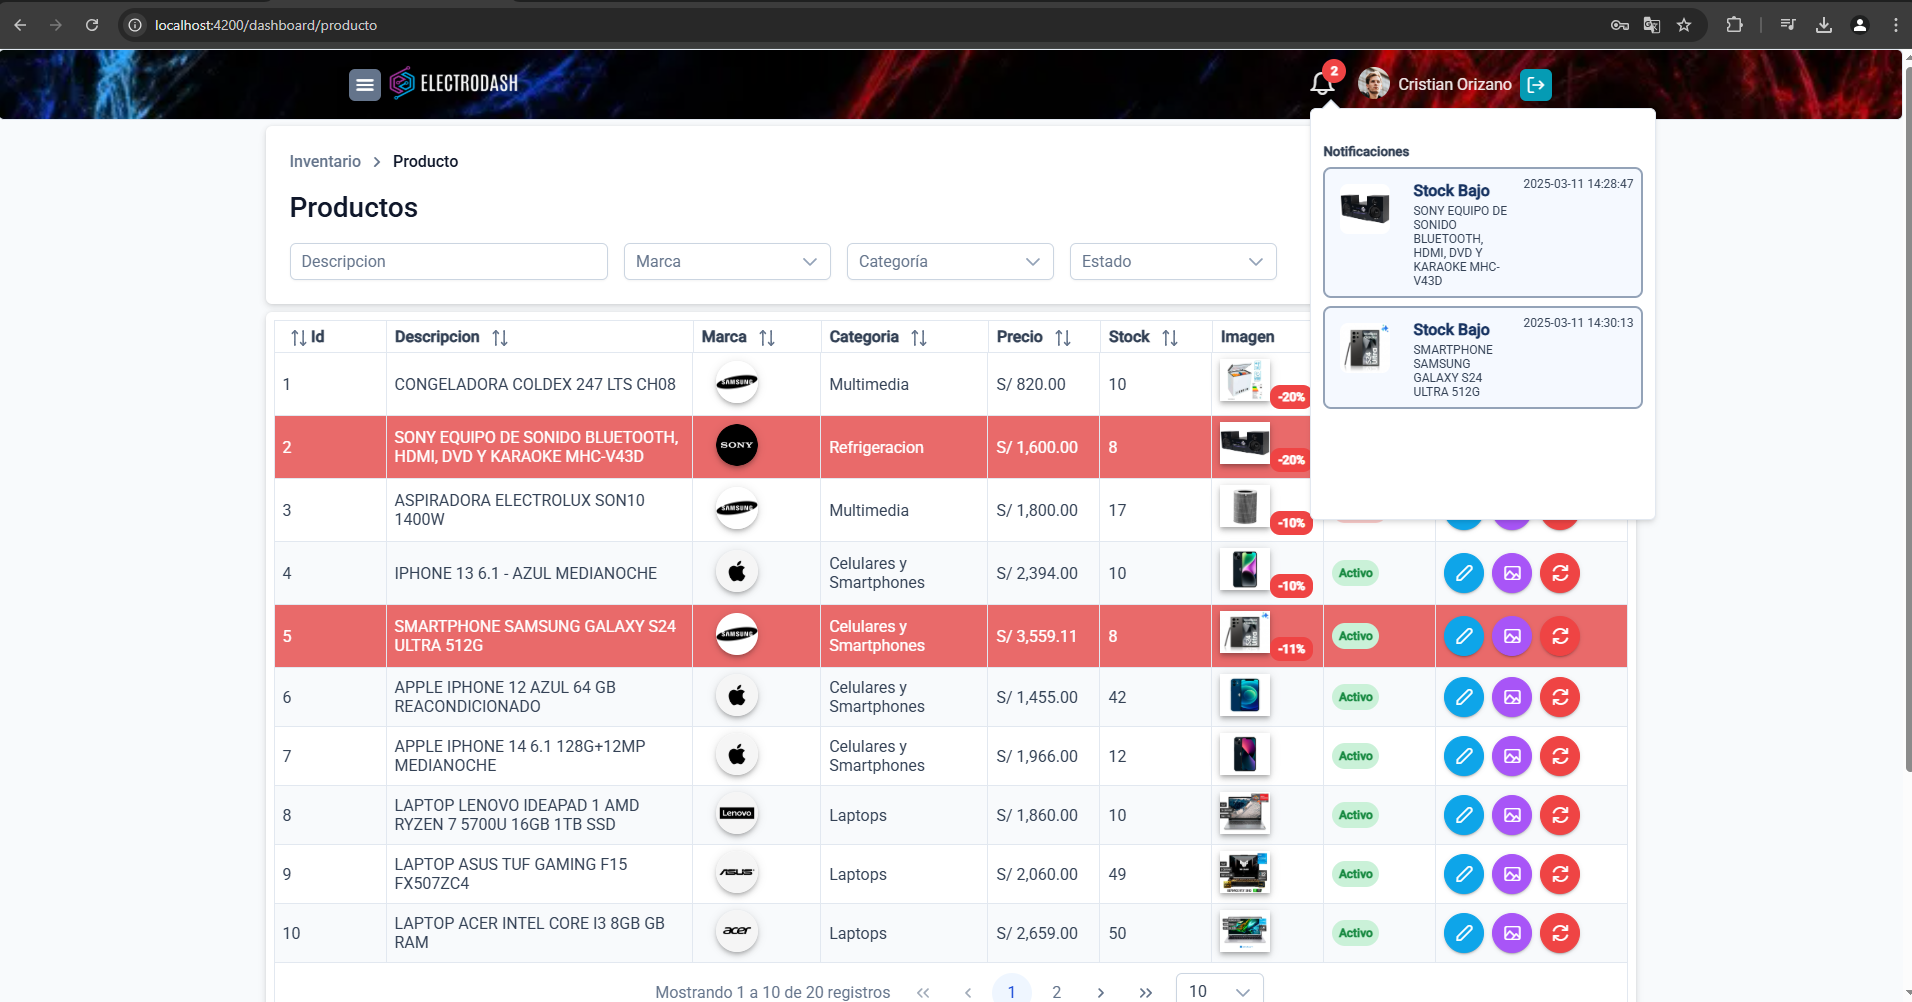 localhost:4200/dashboard/producto
ELECTRODASH
2
Cristian Orizano
Inventario > Producto
Productos
Descripcion
Marca
Categoría
Estado
Notificaciones
Stock Bajo
2025-03-11 14:28:47
SONY EQUIPO DE
SONIDO
BLUETOOTH,
HDMI, DVD Y
KARAOKE MHC-
V43D
Stock Bajo
2025-03-11 14:30:13
SMARTPHONE
SAMSUNG
GALAXY S24
ULTRA 512G
Id Descripcion Marca Categoria Precio Stock Imagen
1 CONGELADORA COLDEX 247 LTS CH08 SAMSUNG Multimedia S/ 820.00 10 -20%
2 SONY EQUIPO DE SONIDO BLUETOOTH,
HDMI, DVD Y KARAOKE MHC-V43D
SONY Refrigeracion S/ 1,600.00 8 -20%
3 ASPIRADORA ELECTROLUX SON10
1400W
SAMSUNG Multimedia S/ 1,800.00 17 -10%
4 IPHONE 13 6.1 - AZUL MEDIANOCHE
Celulares y
Smartphones
S/ 2,394.00 10 -10% Activo
5 SMARTPHONE SAMSUNG GALAXY S24
ULTRA 512G
SAMSUNG Celulares y
Smartphones
S/ 3,559.11 8 S24 Ultra -11% Activo
6 APPLE IPHONE 12 AZUL 64 GB
REACONDICIONADO
Celulares y
Smartphones
S/ 1,455.00 42 Activo
7 APPLE IPHONE 14 6.1 128G+12MP
MEDIANOCHE
Celulares y
Smartphones
S/ 1,966.00 12 Activo
8 LAPTOP LENOVO IDEAPAD 1 AMD
RYZEN 7 5700U 16GB 1TB SSD
Lenovo Laptops S/ 1,860.00 10 Activo
9 LAPTOP ASUS TUF GAMING F15
FX507ZC4
ASUS Laptops S/ 2,060.00 49 Activo
10 LAPTOP ACER INTEL CORE I3 8GB GB
RAM
acer Laptops S/ 2,659.00 50 Activo
Mostrando 1 a 10 de 20 registros « ‹ 1 2 › » 10